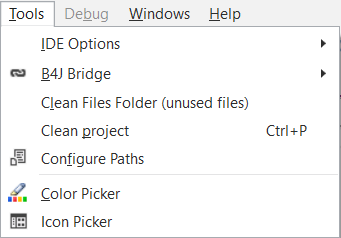 Tools Debug Windows Help
IDE Options
B4J Bridge
Clean Files Folder (unused files)
Clean project Ctrl+P
Configure Paths
Color Picker
Icon Picker